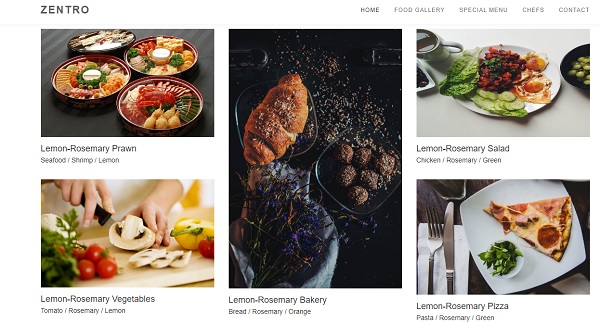 ZENTRO
HOME FOOD GALLERY SPECIAL MENU CHEFS CONTACT
Lemon-Rosemary Prawn
Seafood / Shrimp / Lemon
Lemon-Rosemary Vegetables
Tomato / Rosemary / Lemon
Lemon-Rosemary Bakery
Bread / Rosemary / Orange
Lemon-Rosemary Salad
Chicken / Rosemary / Green
Lemon-Rosemary Pizza
Pasta / Rosemary / Green